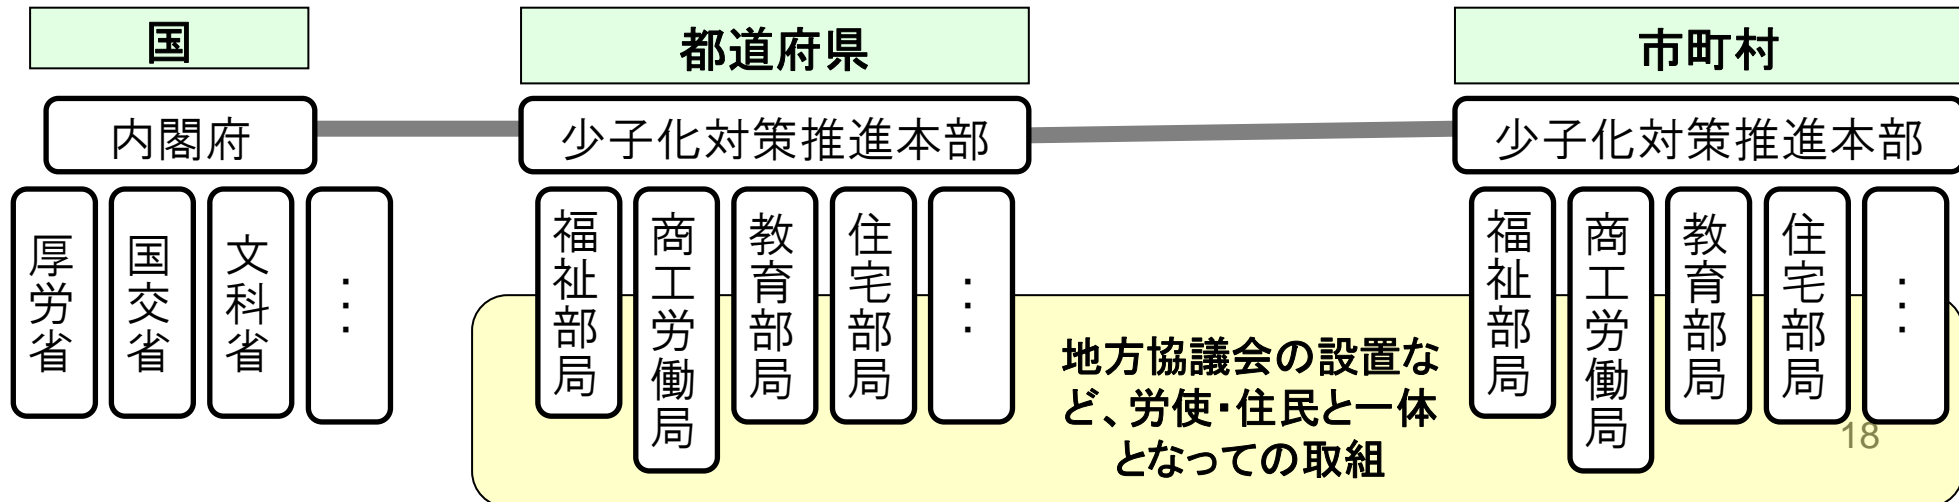 国
都道府県
市町村
内閣府
少子化対策推進本部
少子化対策推進本部
厚労省
国交省
文科省
…
福祉部局
商工労働局
教育部局
住宅部局
…
福祉部局
商工労働局
教育部局
住宅部局
…
地方協議会の設置な
ど、労使・住民と一体
となっての取組
18